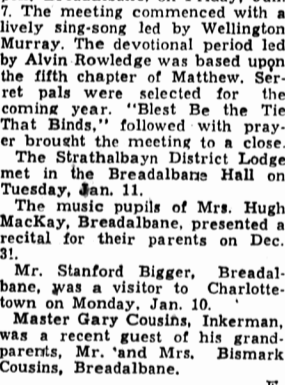 7. The meeting commenced with a
lively sing-song led by Wellington
Murray. The devotional period led
by Alvin Rowledge was based upon
the fifth chapter of Matthew. Ser-
ret pals were selected for the
coming year. "Blest Be the Tie
That Binds," followed with pray-
er brought the meeting to a close.
The Strathalbayn District Lodge
met in the Breadalbane Hall on
Tuesday, Jan. 11.
The music pupils of Mrs. Hugh
MacKay, Breadalbane, presented a
recital for their parents on Dec.
31.
Mr. Stanford Bigger, Breadal-
bane, was a visitor to Charlotte-
town on Monday. Jan. 10.
Master Gary Cousins, Inkerman,
was a recent guest of his grand-
parents, Mr. and Mrs. Bismark
Cousins, Breadalbane.